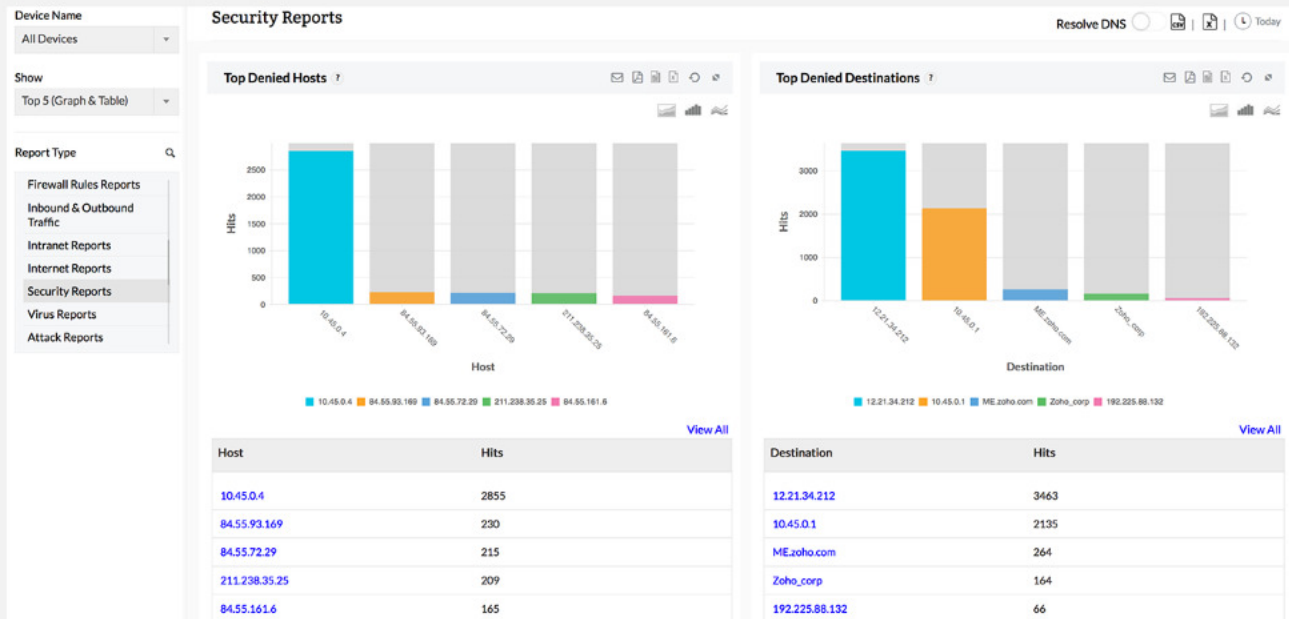 Device Name
All Devices
Show
Top 5 (Graph & Table)
Report Type
Firewall Rules Reports
Inbound & Outbound
Traffic
Intranet Reports
Internet Reports
Security Reports
Virus Reports
Attack Reports
Security Reports
Resolve DNS CSV | X | Today
Top Denied Hosts ?
2500
2000
1500
1000
500
0
Hits
10.45.0.4
84.55.93.169
84.55.72.29
211.238.35.25
84.55.161.6
Host
10.45.0.4 84.55.93.169 84.55.72.29 211.238.35.25 84.55.161.6
View All
Host Hits
10.45.0.4 2855
84.55.93.169 230
84.55.72.29 215
211.238.35.25 209
84.55.161.6 165
Top Denied Destinations ?
3000
2000
1000
0
Hits
12.21.34.212
10.45.0.1
ME.zoho.com
Zoho_corp
192.225.88.132
Destination
12.21.34.212 10.45.0.1 ME.zoho.com Zoho_corp 192.225.88.132
View All
Destination Hits
12.21.34.212 3463
10.45.0.1 2135
ME.zoho.com 264
Zoho_corp 164
192.225.88.132 66